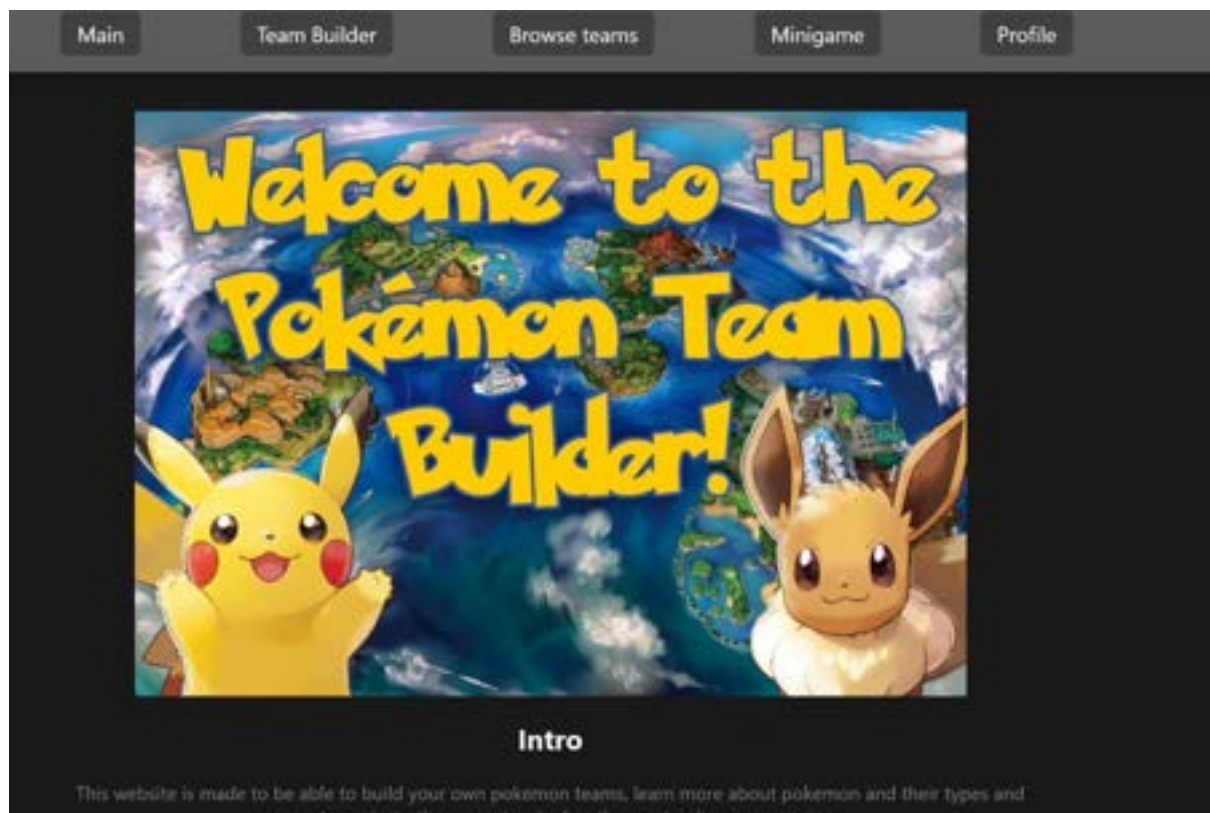 Main
Team Builder
Browse teams
Minigame
Profile
Welcome to the
Pokémon Team
Builder!
Intro
This website is made to be able to build your own pokemon teams, learn more about pokemon and their types and